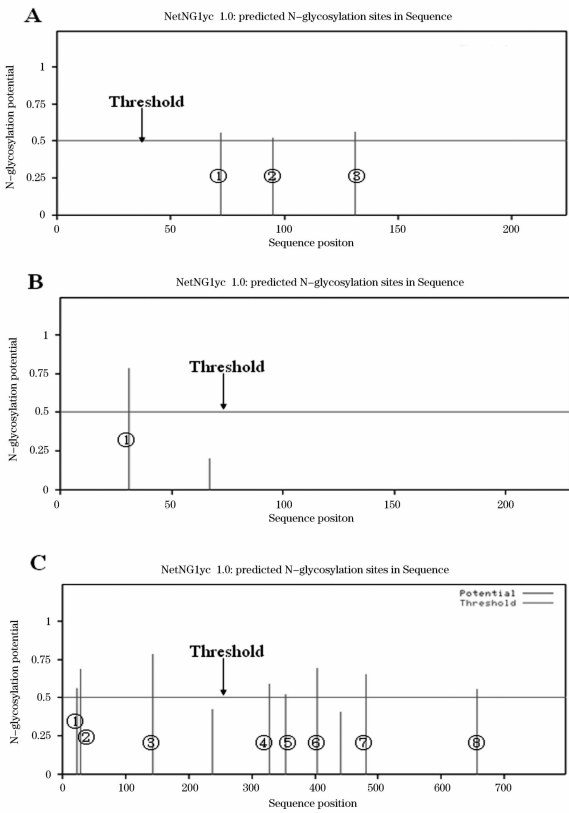 A
NetNG1yc 1.0: predicted N-glycosylation sites in Sequence
N-glycosylation potential
1
0.75
0.5
0.25
0
Threshold
① ② ③
0 50 100 150 200
Sequence positon
B
NetNG1yc 1.0: predicted N-glycosylation sites in Sequence
N-glycosylation potential
1
0.75
0.5
0.25
0
Threshold
①
0 50 100 150 200
Sequence positon
C
NetNG1yc 1.0: predicted N-glycosylation sites in Sequence
Potential
Threshold
N-glycosylation potential
1
0.75
0.5
0.25
0
Threshold
① ② ③ ④ ⑤ ⑥ ⑦ ⑧
0 100 200 300 400 500 600 700
Sequence position